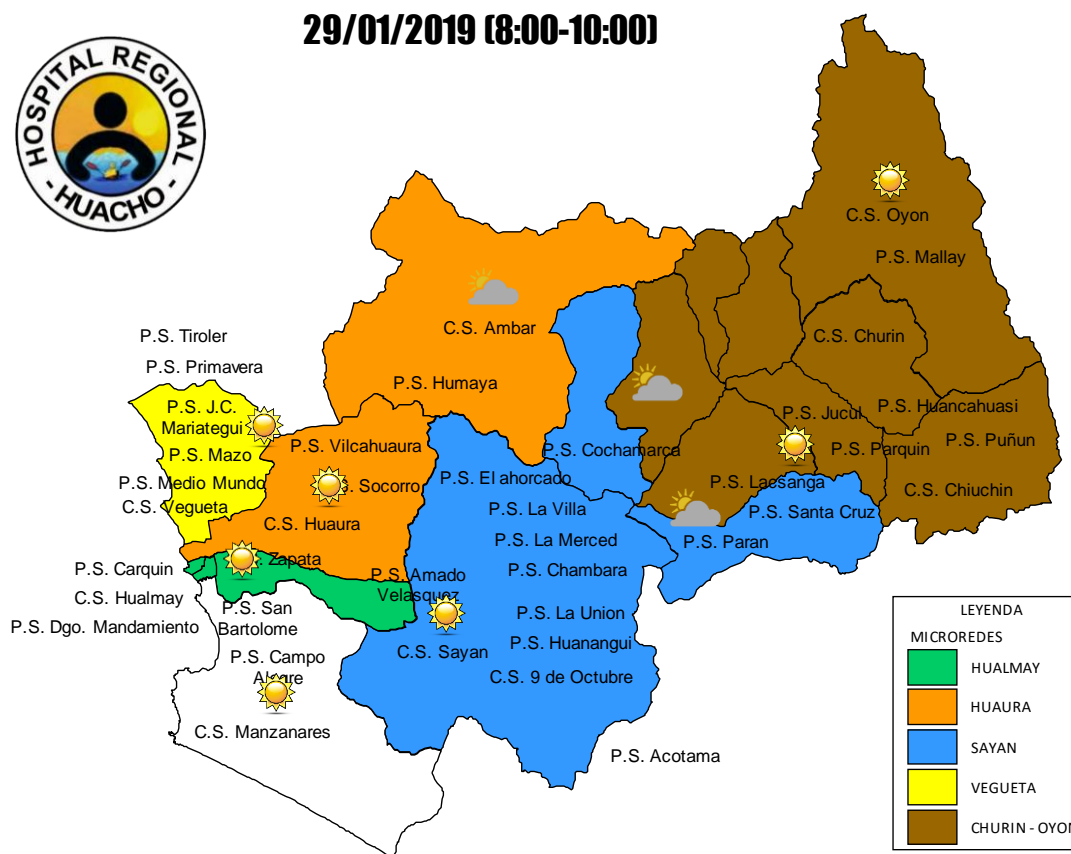 29/01/2019 (8:00-10:00)
HOSPITAL REGIONAL
- HUACHO -
C.S. Oyon
P.S. Mallay
C.S. Ambar
C.S. Churin
P.S. Tiroler
P.S. Primavera
P.S. Humaya
P.S. J.C.
Mariategui
P.S. Jucul
P.S. Huancahuasi
P.S. Vilcahuaura
P.S. Cochamarca
P.S. Parquin
P.S. Puñun
P.S. Mazo
P.S. Medio Mundo
S. Socorro
P.S. El ahorcado
P.S. Lacsanga
C.S. Chiuchin
C.S. Vegueta
P.S. La Villa
P.S. Santa Cruz
C.S. Huaura
P.S. La Merced
P.S. Paran
Zapata
P.S. Carquin
P.S. Amado
Velasquez
P.S. Chambara
C.S. Hualmay
P.S. San
Bartolome
P.S. La Union
P.S. Dgo. Mandamiento
P.S. Huanangui
C.S. Sayan
P.S. Campo
Alegre
C.S. 9 de Octubre
C.S. Manzanares
P.S. Acotama
LEYENDA
MICROREDES
HUALMAY
HUAURA
SAYAN
VEGUETA
CHURIN - OYON